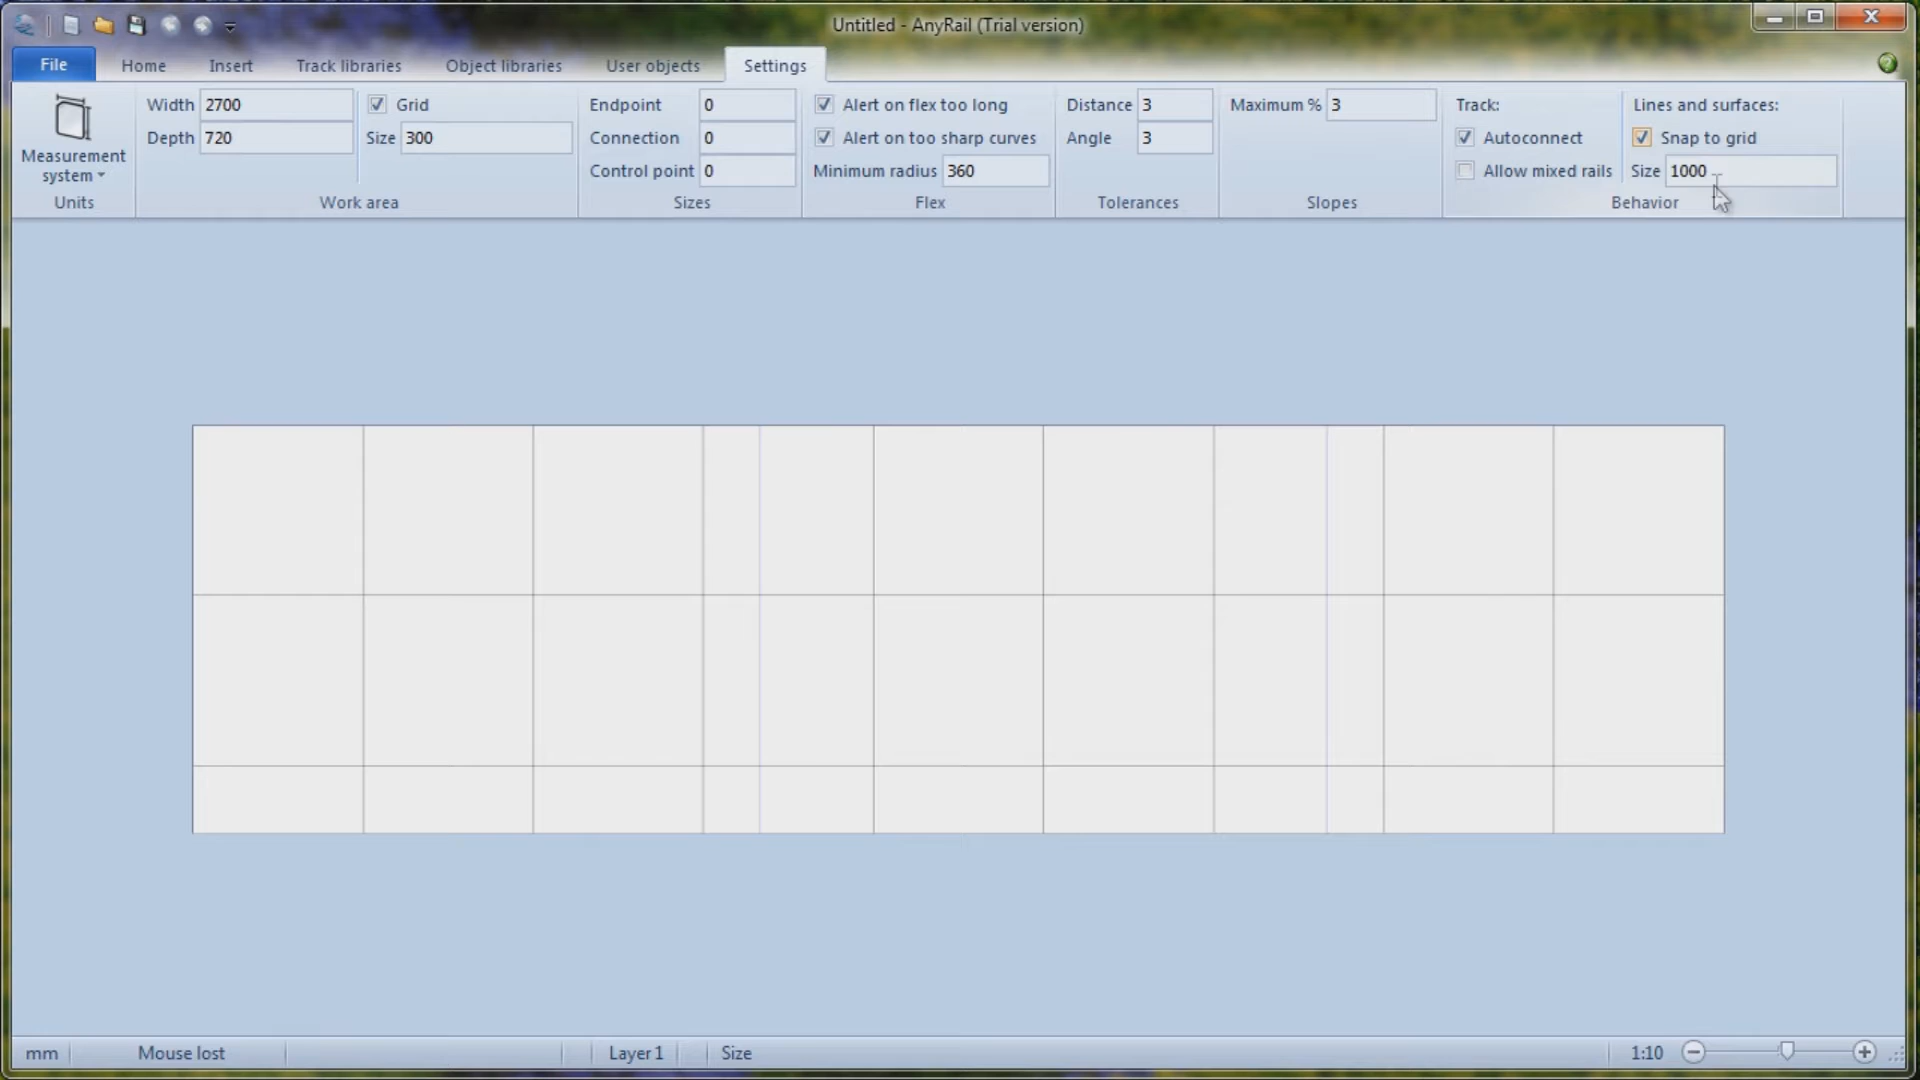 Untitled - AnyRail (Trial version)
File Home Insert Track libraries Object libraries User objects Settings
Measurement system
Units
Width 2700
Depth 720
Grid
Size 300
Work area
Endpoint 0
Connection 0
Control point 0
Sizes
Alert on flex too long
Alert on too sharp curves
Minimum radius 360
Flex
Distance 3
Angle 3
Tolerances
Maximum % 3
Slopes
Track:
Autoconnect
Allow mixed rails
Lines and surfaces:
Snap to grid
Size 1000
Behavior
mm Mouse lost Layer 1 Size 1:10